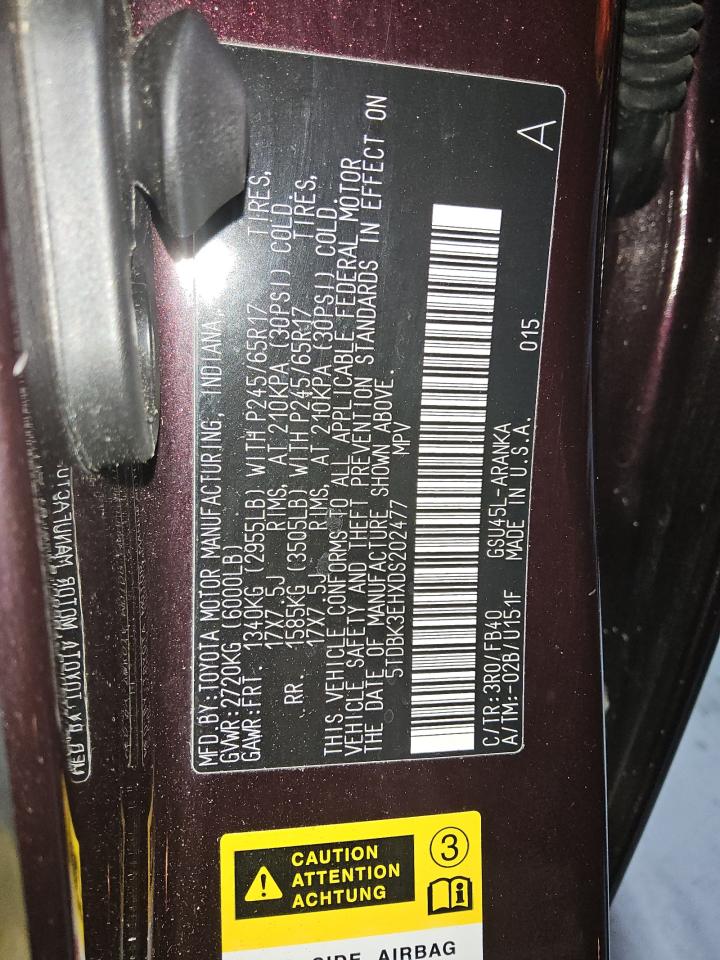 MFD.BY:TOYOTA MOTOR MANUFACTURING, INDIANA,
GVWR:2720KG (6000LB)
GAWR:FRT. 1340KG (2955LB) WITH P245/65R17 TIRES,
17X7.5J RIMS, AT 210KPA (30PSI) COLD.
RR. 1585KG (3505LB) WITH P245/65R17 TIRES,
17X7.5J RIMS, AT 210KPA (30PSI) COLD.
THIS VEHICLE CONFORMS TO ALL APPLICABLE FEDERAL MOTOR
VEHICLE SAFETY AND THEFT PREVENTION STANDARDS IN EFFECT ON
THE DATE OF MANUFACTURE SHOWN ABOVE.
5TDBK3EHXDS202477 MPV
C/TR:3R0/FB40 GSU45L-ARANKA 015
A/TM:-02B/U151F MADE IN U.S.A.
A
CAUTION
ATTENTION
ACHTUNG
3
SIDE AIRBAG